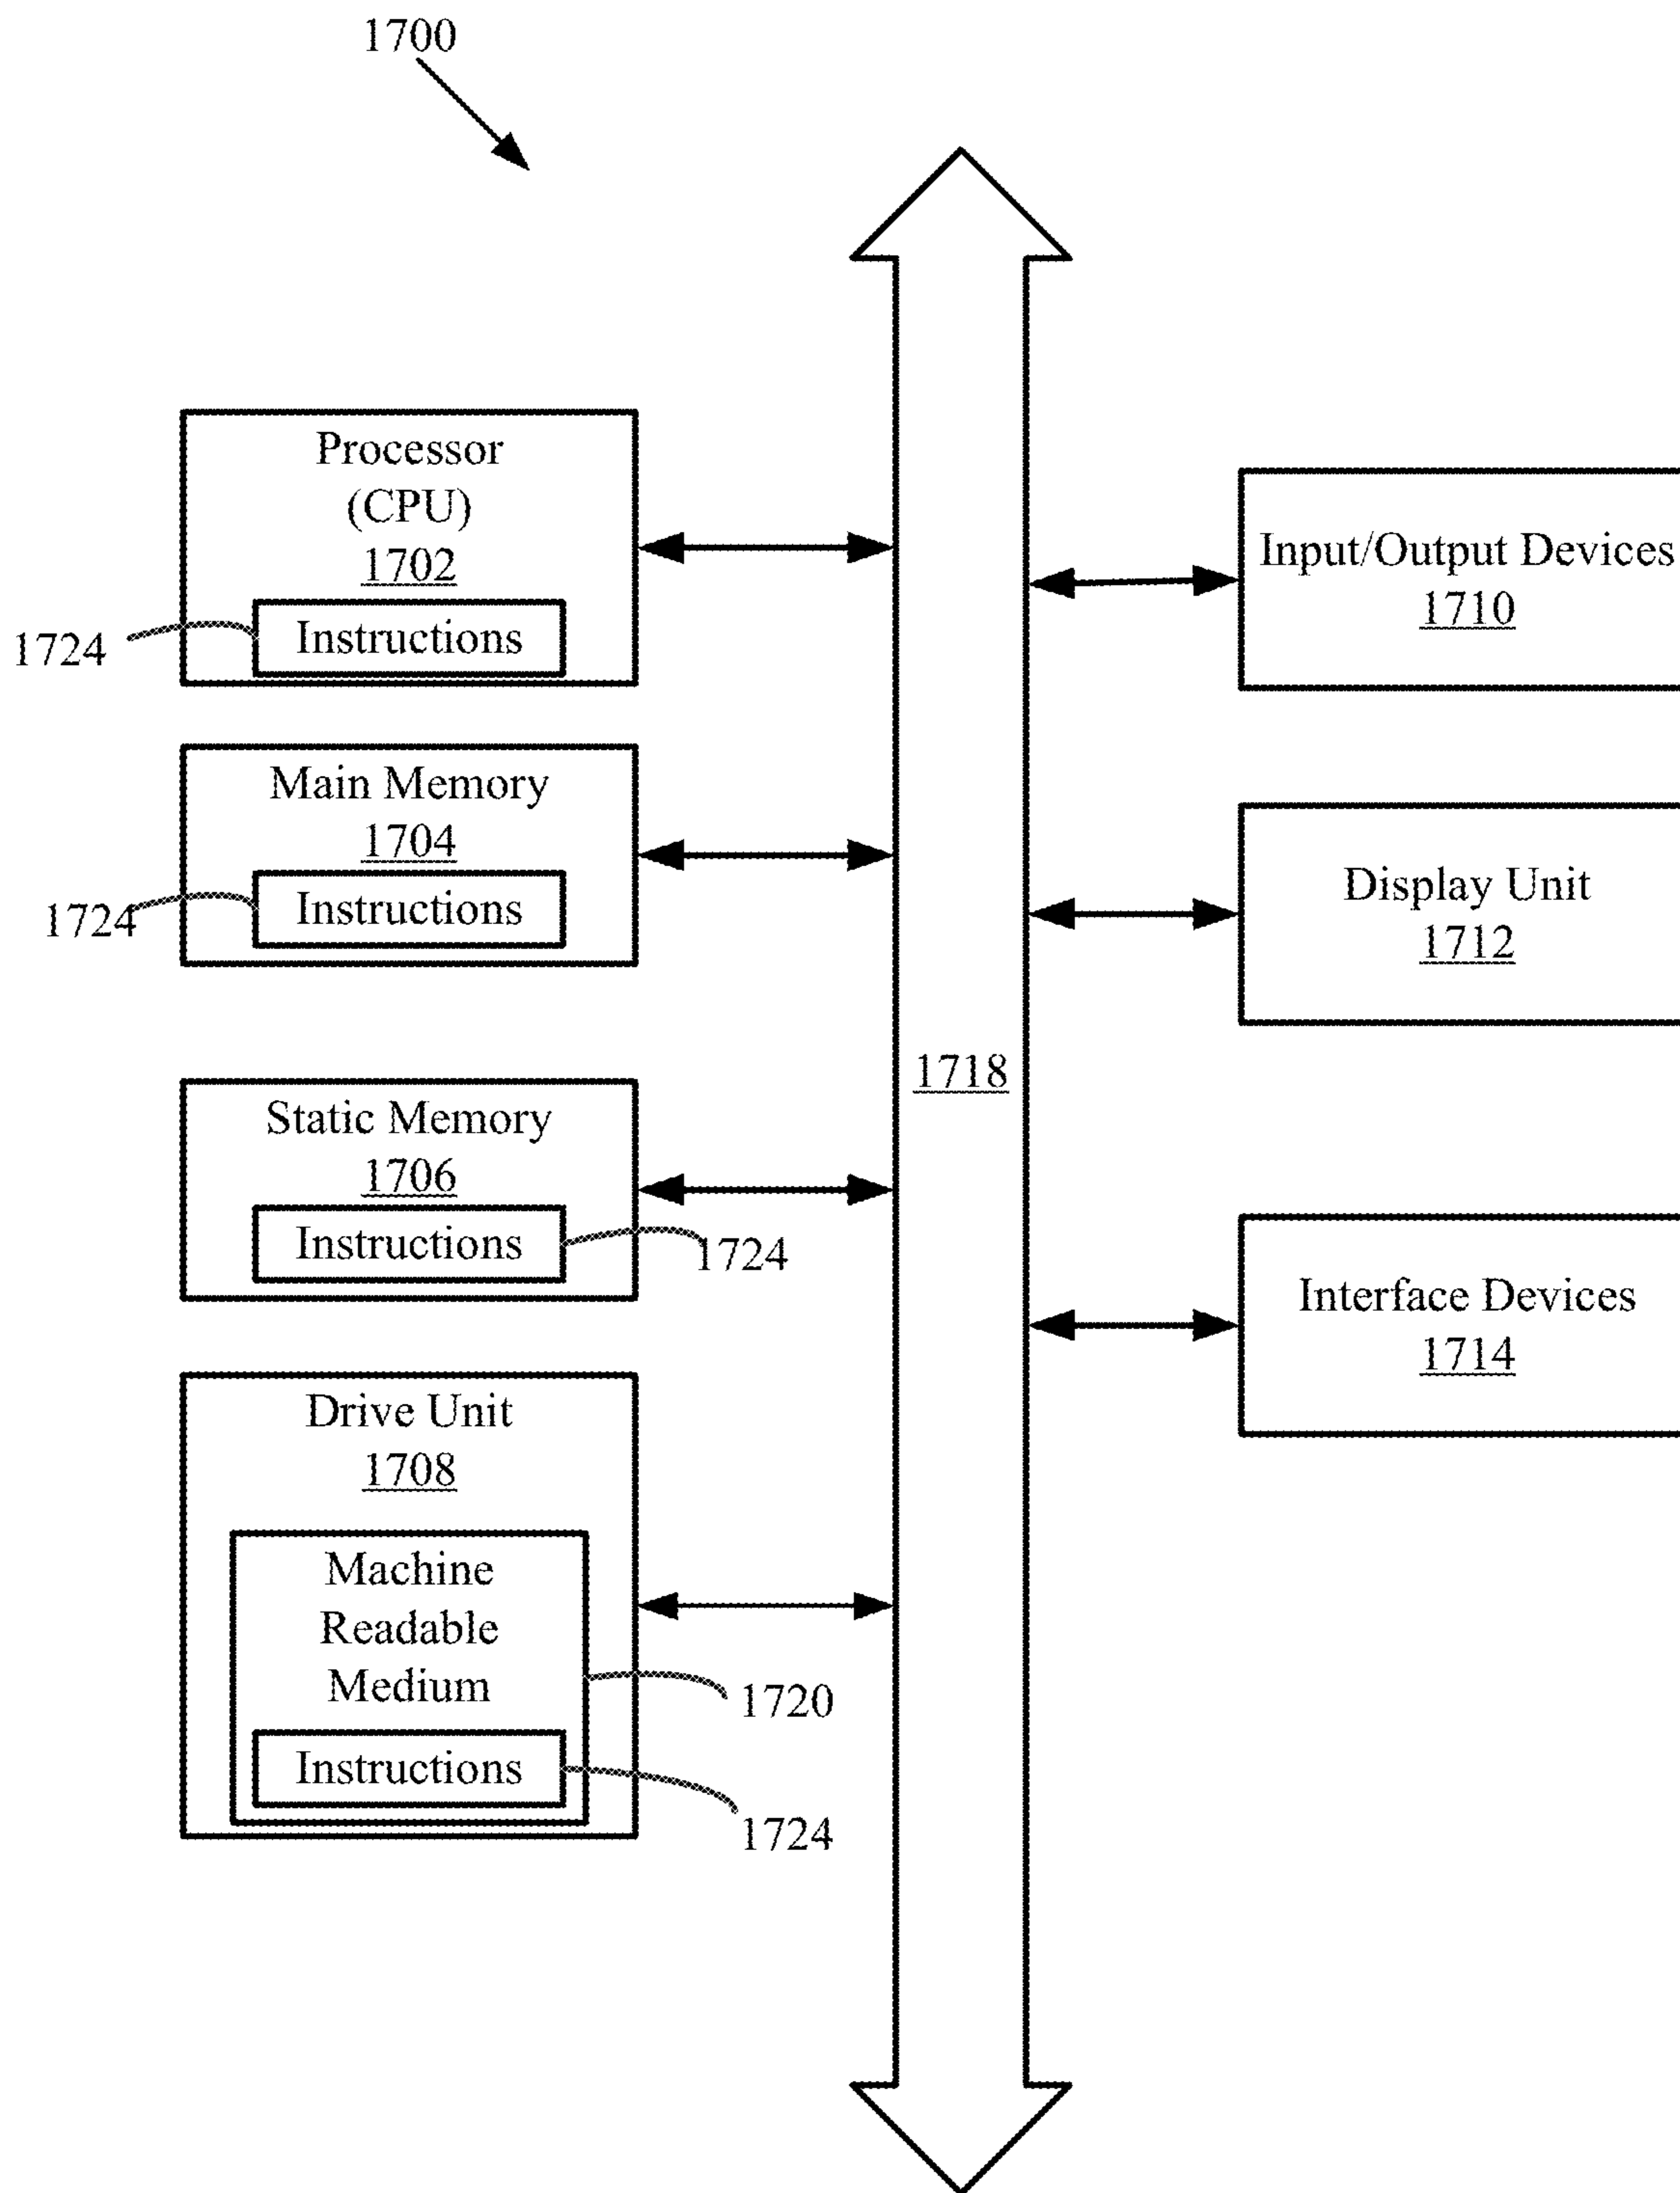 1700
Processor
(CPU)
1702
Instructions
1724
Main Memory
1704
Instructions
1724
Static Memory
1706
Instructions
1724
Drive Unit
1708
Machine
Readable
Medium
1720
Instructions
1724
1718
Input/Output Devices
1710
Display Unit
1712
Interface Devices
1714